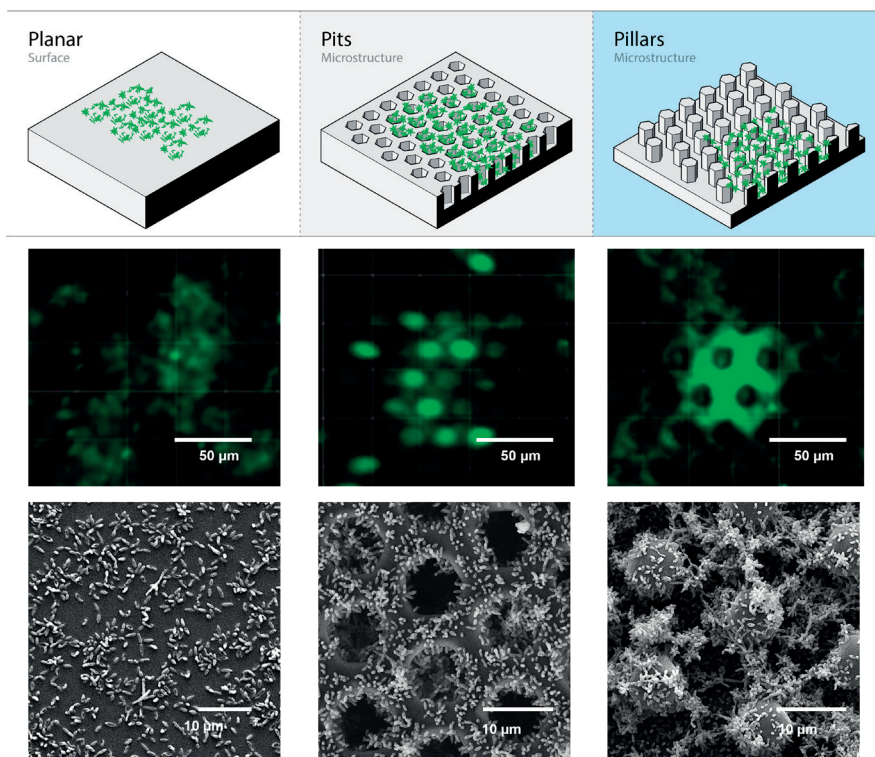 Planar
Surface
Pits
Microstructure
Pillars
Microstructure
50 µm
50 µm
50 µm
10 µm
10 µm
10 µm